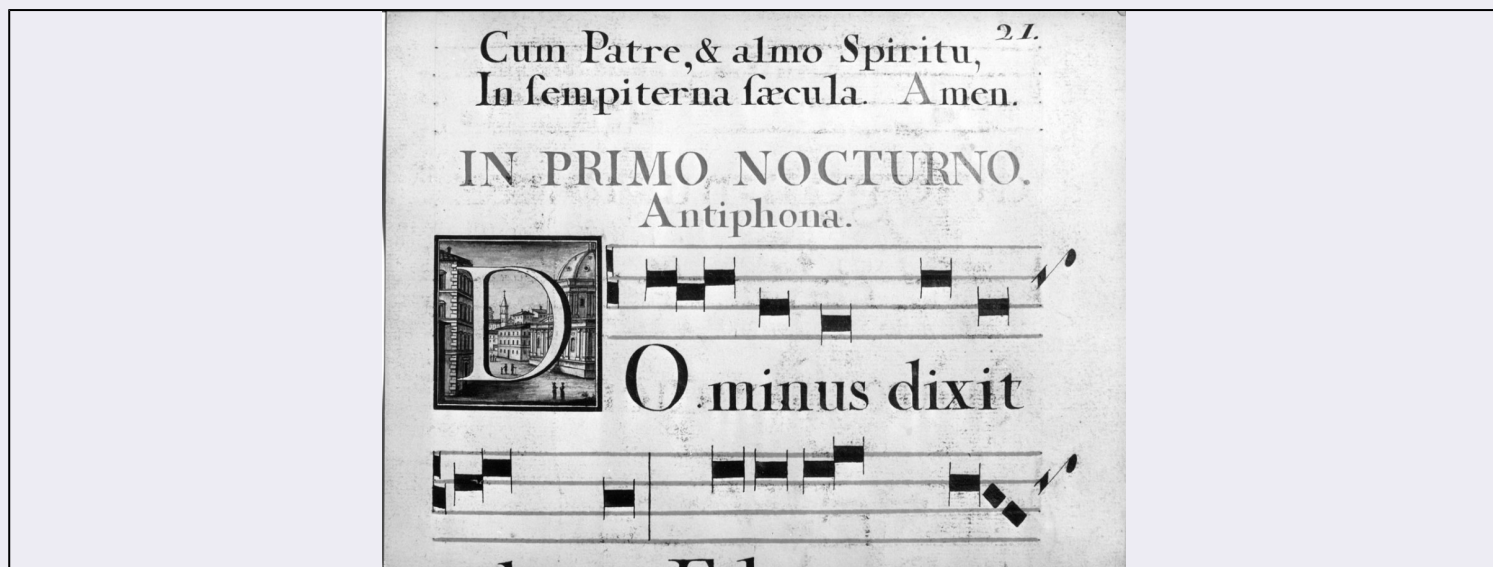 21.
Cum Patre, & almo Spiritu,
In ſempiterna ſæcula. Amen.
IN PRIMO NOCTURNO.
Antiphona.
DOminus dixit